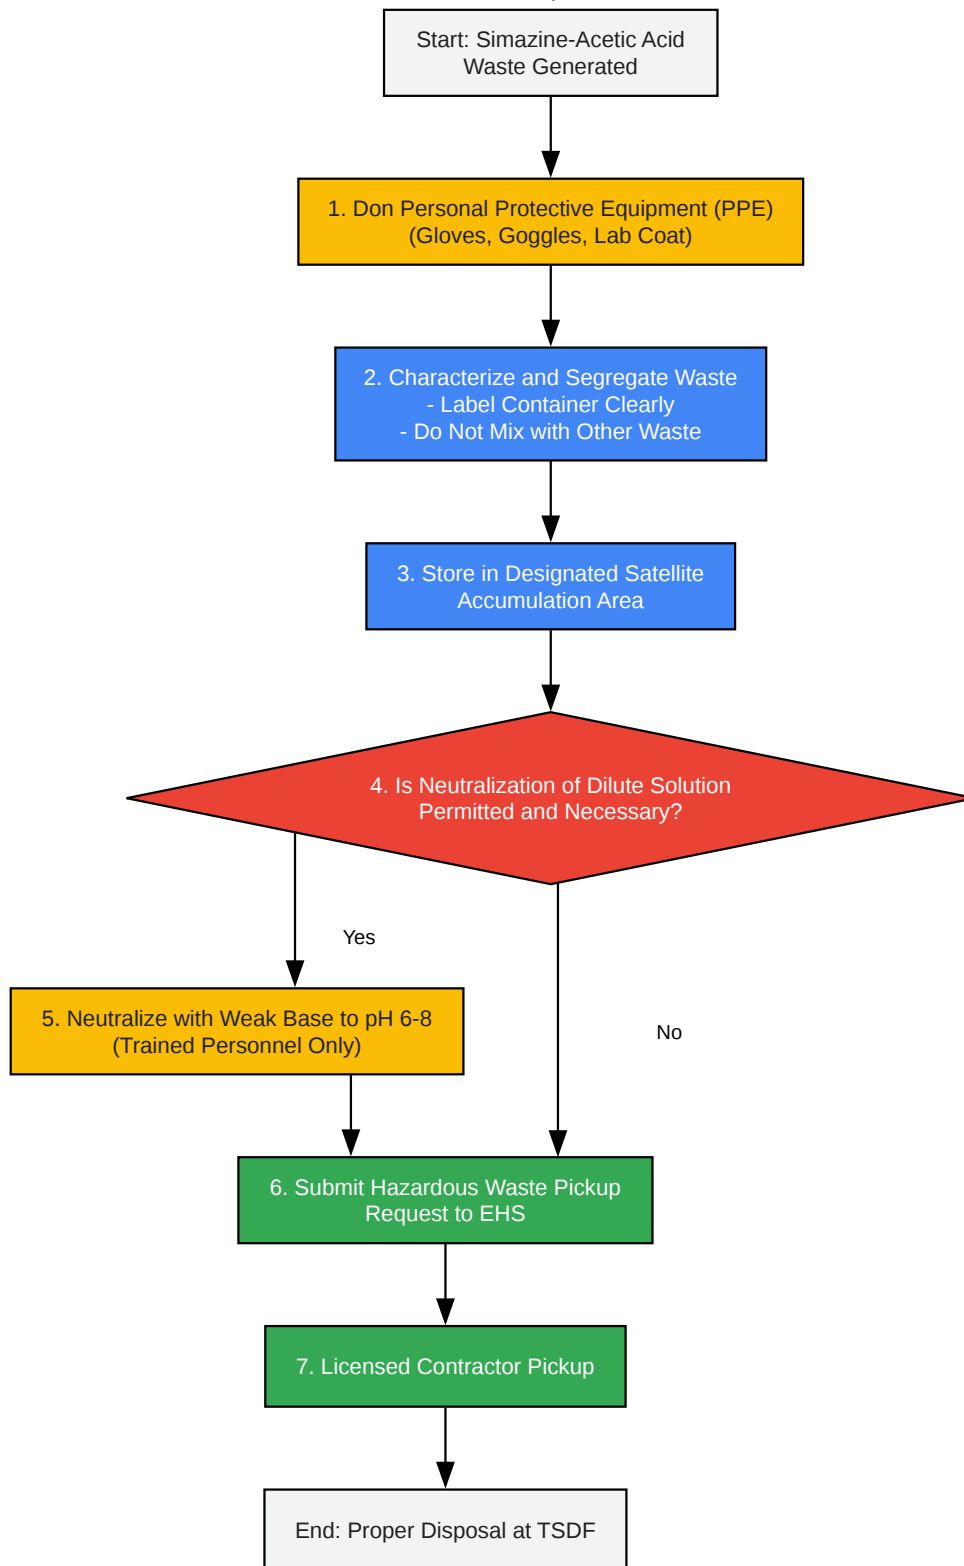 Start: Simazine-Acetic Acid
Waste Generated
1. Don Personal Protective Equipment (PPE)
(Gloves, Goggles, Lab Coat)
2. Characterize and Segregate Waste
- Label Container Clearly
- Do Not Mix with Other Waste
3. Store in Designated Satellite
Accumulation Area
4. Is Neutralization of Dilute Solution
Permitted and Necessary?
Yes
5. Neutralize with Weak Base to pH 6-8
(Trained Personnel Only)
No
6. Submit Hazardous Waste Pickup
Request to EHS
7. Licensed Contractor Pickup
End: Proper Disposal at TSDF